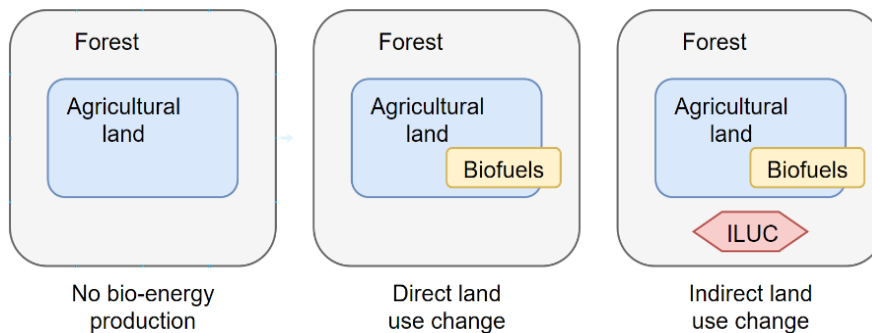 Forest
Agricultural
land
No bio-energy
production
Forest
Agricultural
land
Biofuels
Direct land
use change
Forest
Agricultural
land
Biofuels
ILUC
Indirect land
use change